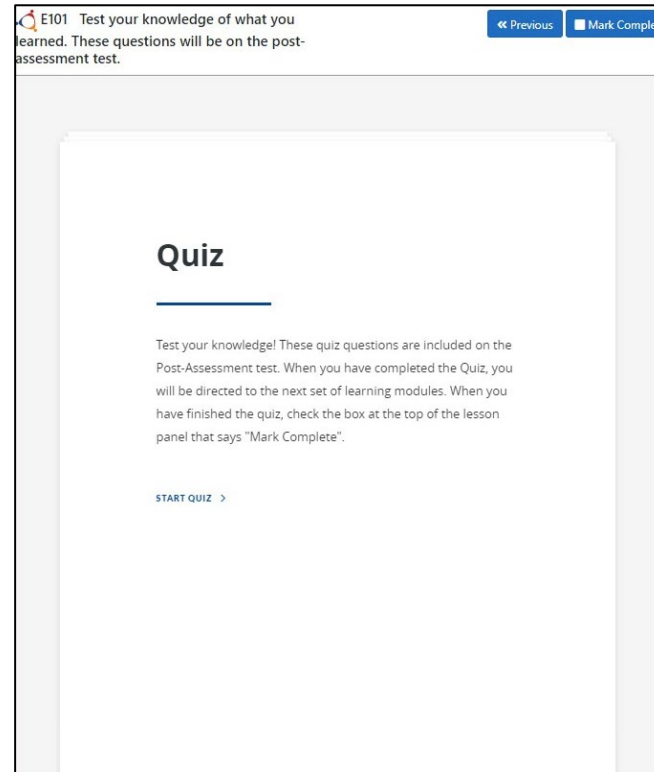 E101 Test your knowledge of what you
learned. These questions will be on the post-
assessment test.
« Previous
Mark Comple
Quiz
Test your knowledge! These quiz questions are included on the
Post-Assessment test. When you have completed the Quiz, you
will be directed to the next set of learning modules. When you
have finished the quiz, check the box at the top of the lesson
panel that says "Mark Complete".
START QUIZ >